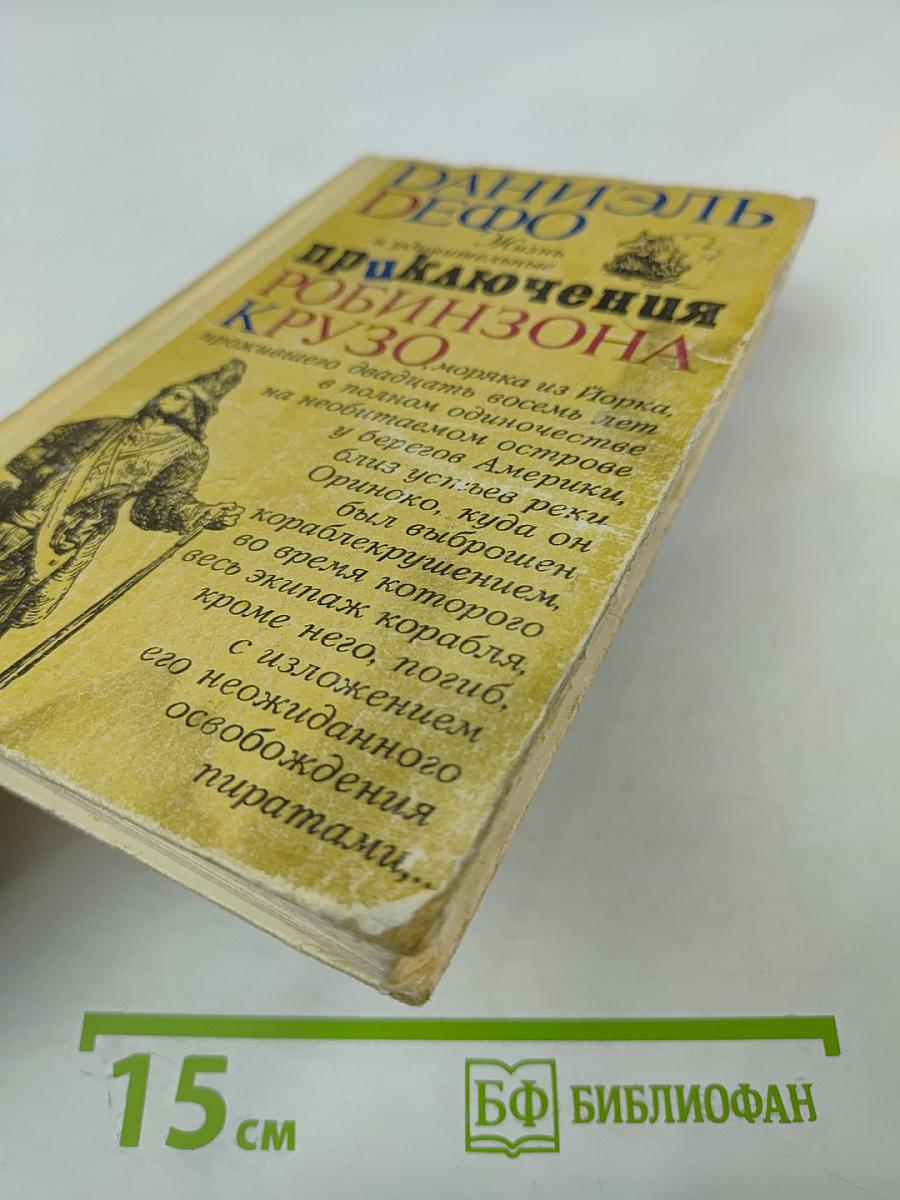 ДАНИЭЛЬ
ДЕФО
Жизнь
и удивительные
приключения
РОБИНЗОНА
КРУЗО, моряка из Йорка,
прожившего двадцать восемь лет
в полном одиночестве
на необитаемом острове
у берегов Америки,
близ устьев реки
Ориноко, куда он
был выброшен
кораблекрушением,
во время которого
весь экипаж корабля,
кроме него, погиб,
с изложением
его неожиданного
освобождения
пиратами,..
15 см
БФ БИБЛИОФАН